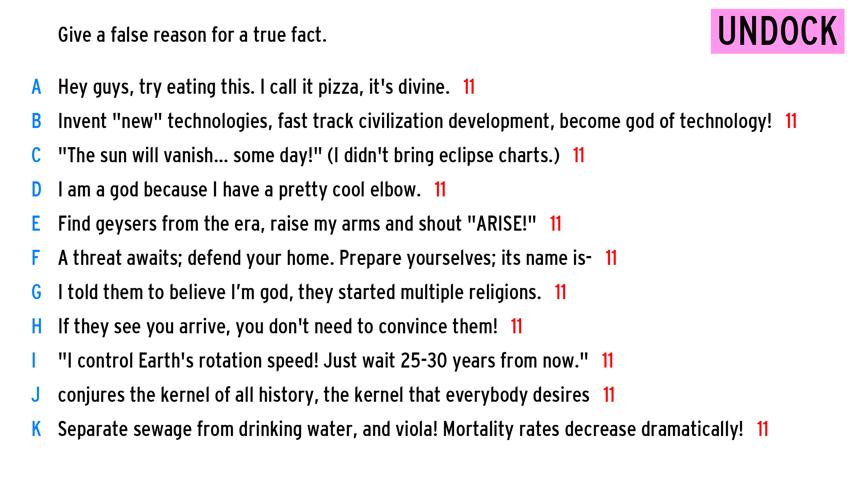 Give a false reason for a true fact.
UNDOCK
A Hey guys, try eating this. I call it pizza, it's divine. 11
B Invent "new" technologies, fast track civilization development, become god of technology! 11
C "The sun will vanish... some day!" (I didn't bring eclipse charts.) 11
D I am a god because I have a pretty cool elbow. 11
E Find geysers from the era, raise my arms and shout "ARISE!" 11
F A threat awaits; defend your home. Prepare yourselves; its name is- 11
G I told them to believe I'm god, they started multiple religions. 11
H If they see you arrive, you don't need to convince them! 11
I "I control Earth's rotation speed! Just wait 25-30 years from now." 11
J conjures the kernel of all history, the kernel that everybody desires 11
K Separate sewage from drinking water, and viola! Mortality rates decrease dramatically! 11